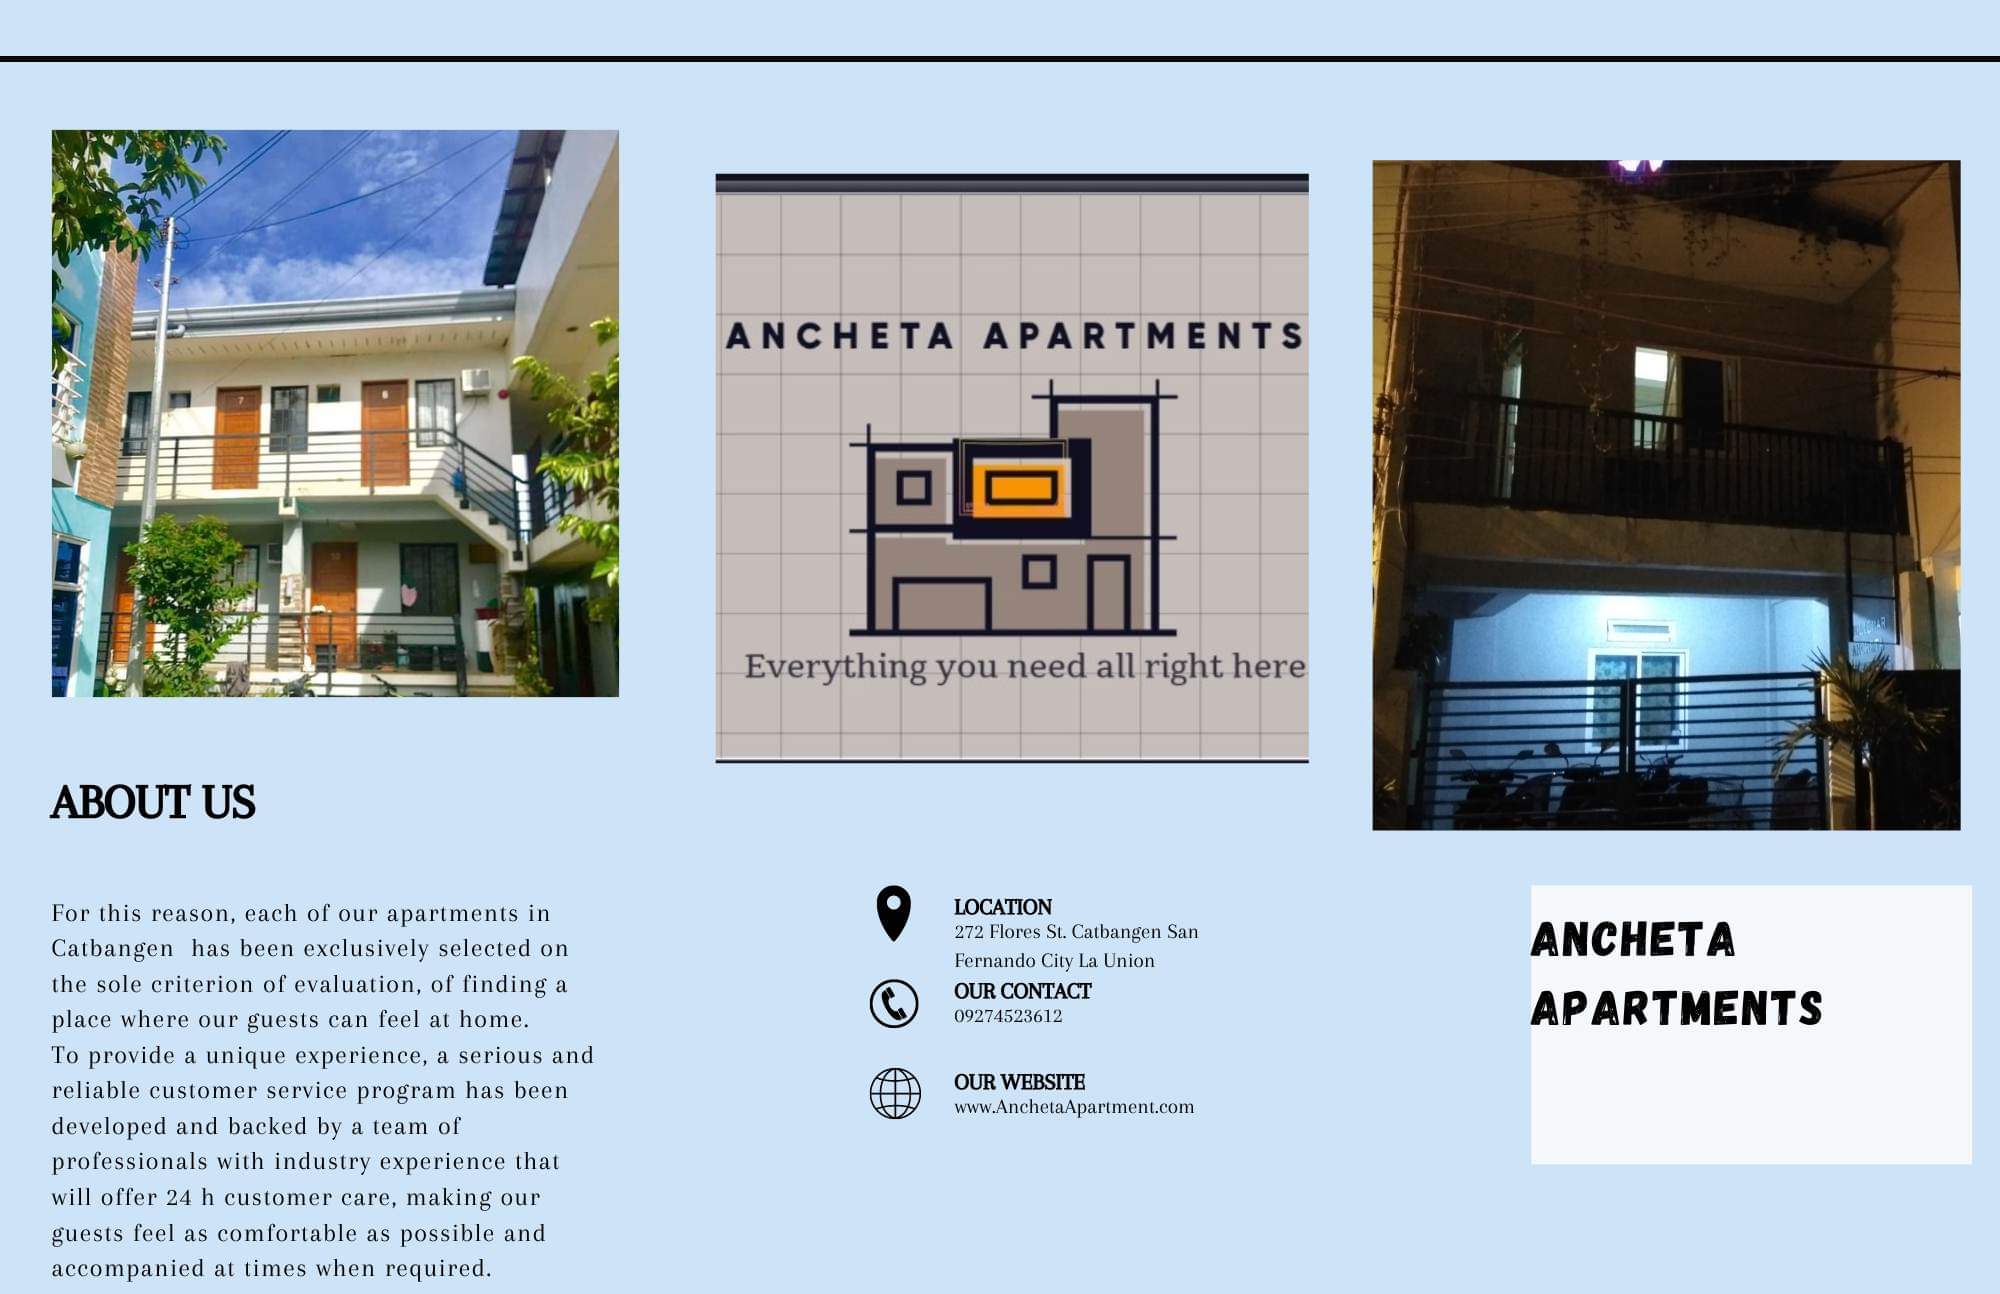 7
8
10
ABOUT US
For this reason, each of our apartments in
Catbangen  has been exclusively selected on
the sole criterion of evaluation, of finding a
place where our guests can feel at home.
To provide a unique experience, a serious and
reliable customer service program has been
developed and backed by a team of
professionals with industry experience that
will offer 24 h customer care, making our
guests feel as comfortable as possible and
accompanied at times when required.
ANCHETA APARTMENTS
Everything you need all right here
LOCATION
272 Flores St. Catbangen San
Fernando City La Union
OUR CONTACT
09274523612
OUR WEBSITE
www.AnchetaApartment.com
ANCHETA
APARTMENTS